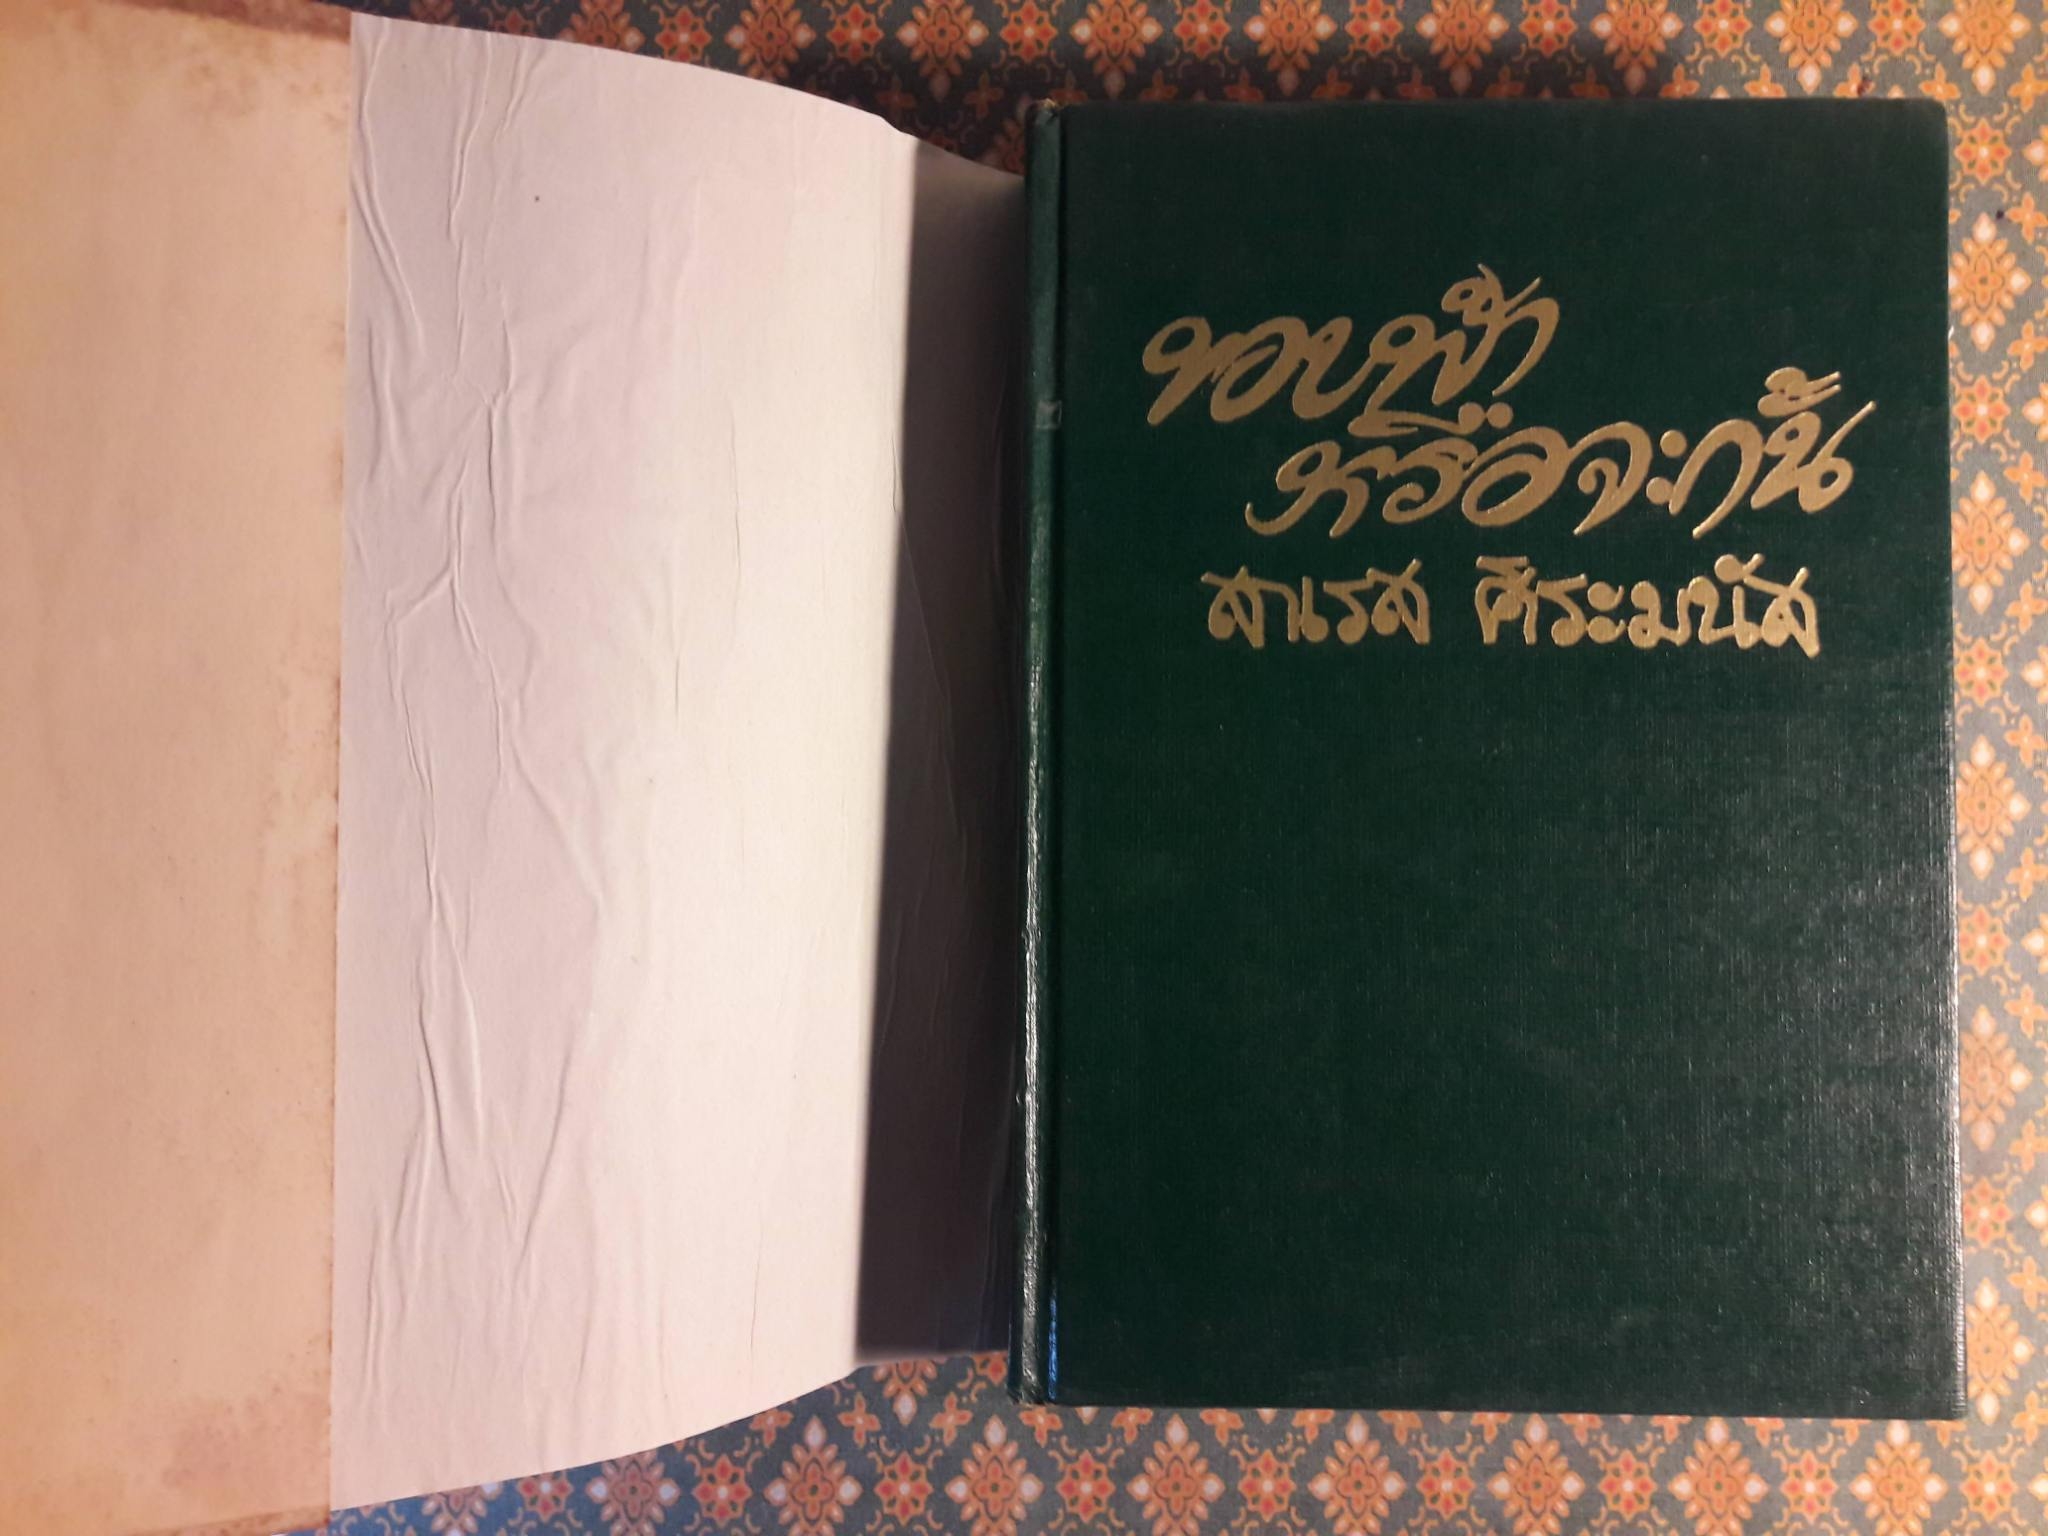 ขอบฟ้า
หรือจะกั้น
สาเรส ศิระมนัส